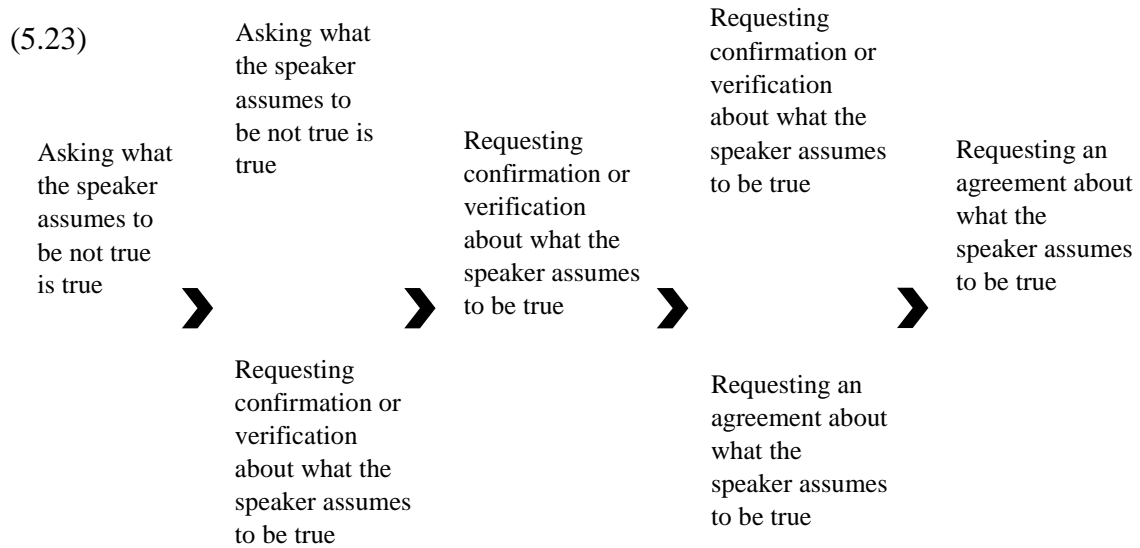 (5.23)
Asking what
the speaker
assumes to
be not true
is true
Asking what
the speaker
assumes to
be not true is
true
Requesting
confirmation or
verification
about what the
speaker assumes
to be true
Requesting
confirmation or
verification
about what the
speaker assumes
to be true
Requesting
confirmation or
verification
about what the
speaker assumes
to be true
Requesting an
agreement about
what the
speaker assumes
to be true
Requesting an
agreement about
what the
speaker assumes
to be true